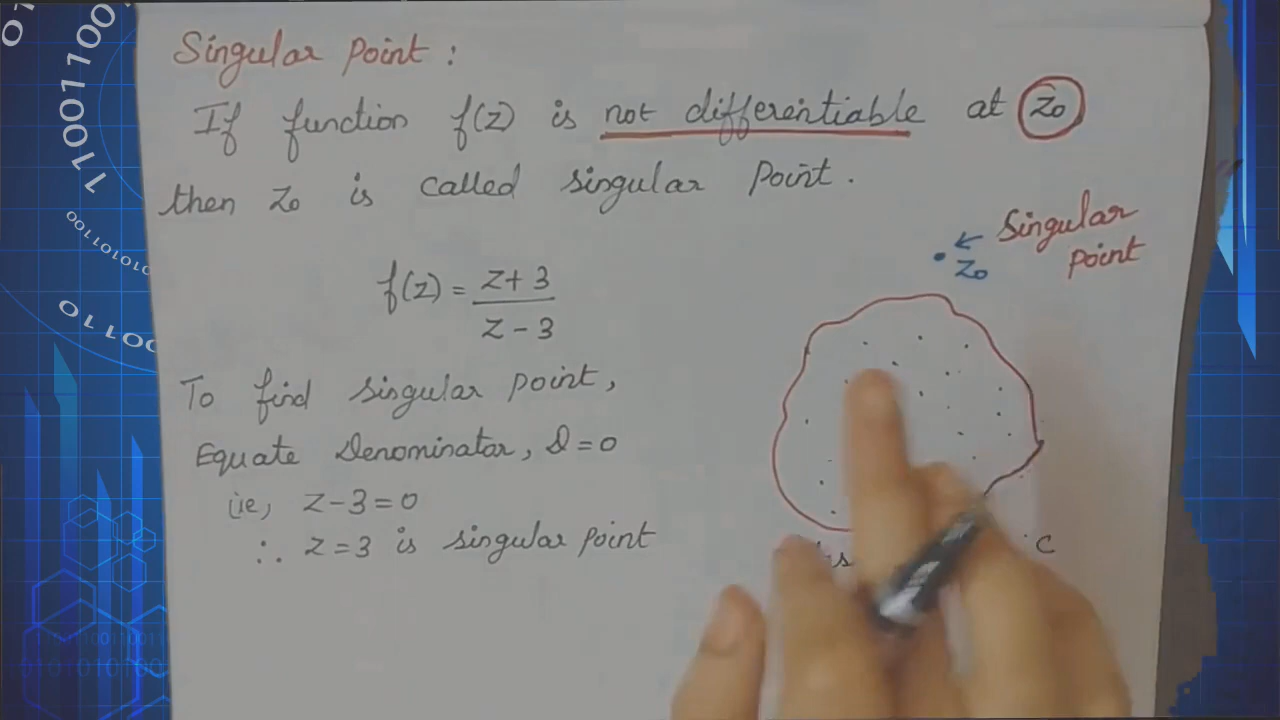 Singular Point :
If function f(z) is not differentiable at z₀
then z₀ is called singular Point.
Singular
point
z₀
f(z) = z+3
z-3
To find singular point,
Equate Denominator, D=0
ie, z-3=0
∴ z=3 is singular point
C